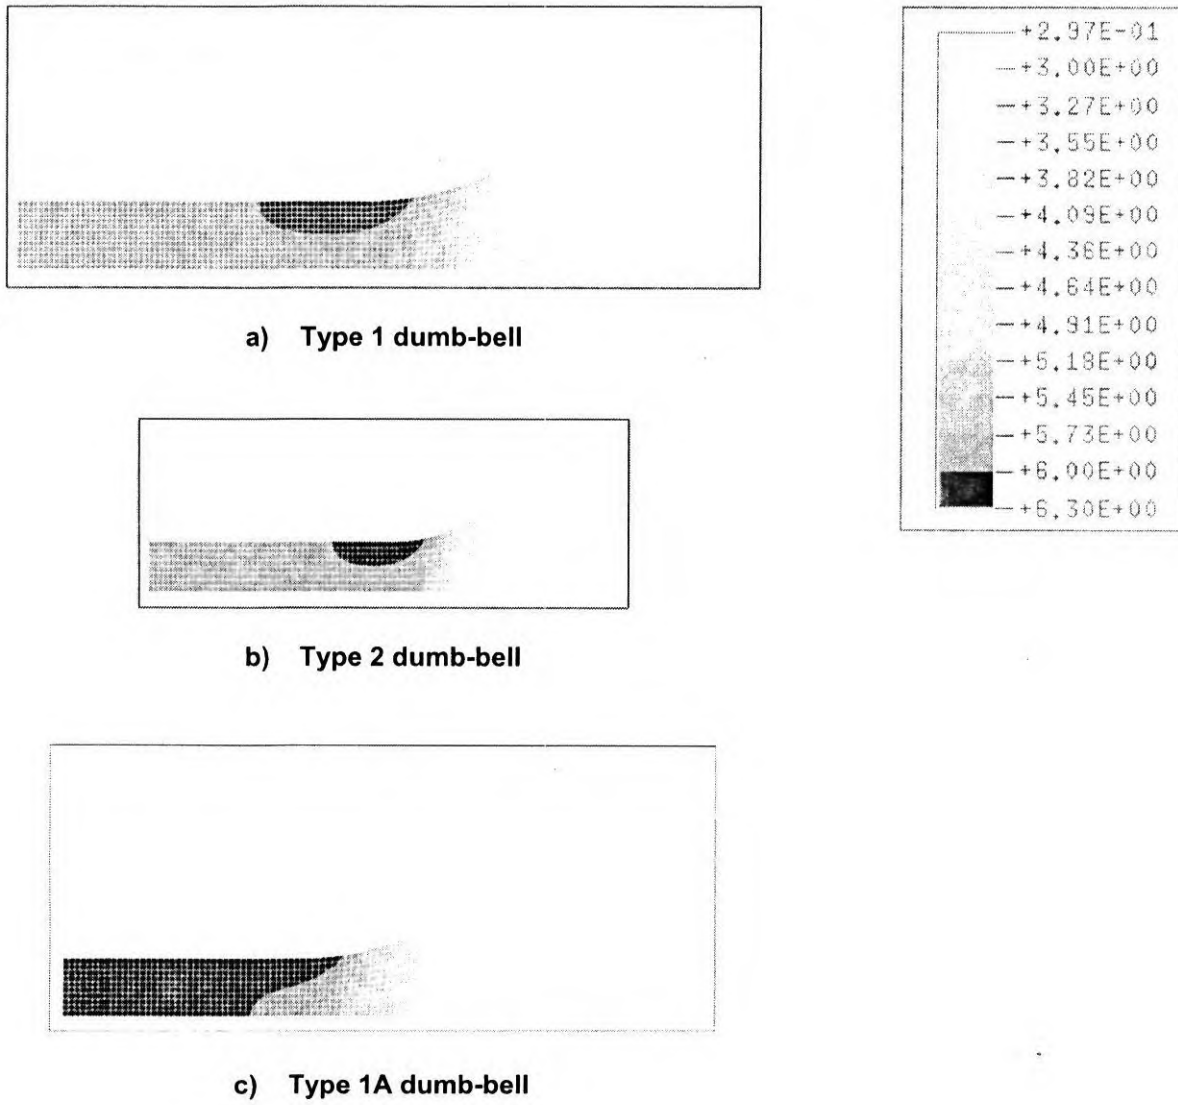 +2.97E-01
+3.00E+00
+3.27E+00
+3.55E+00
+3.82E+00
+4.09E+00
+4.36E+00
+4.64E+00
+4.91E+00
+5.18E+00
+5.45E+00
+5.73E+00
+6.00E+00
+6.30E+00
a) Type 1 dumb-bell
b) Type 2 dumb-bell
c) Type 1A dumb-bell